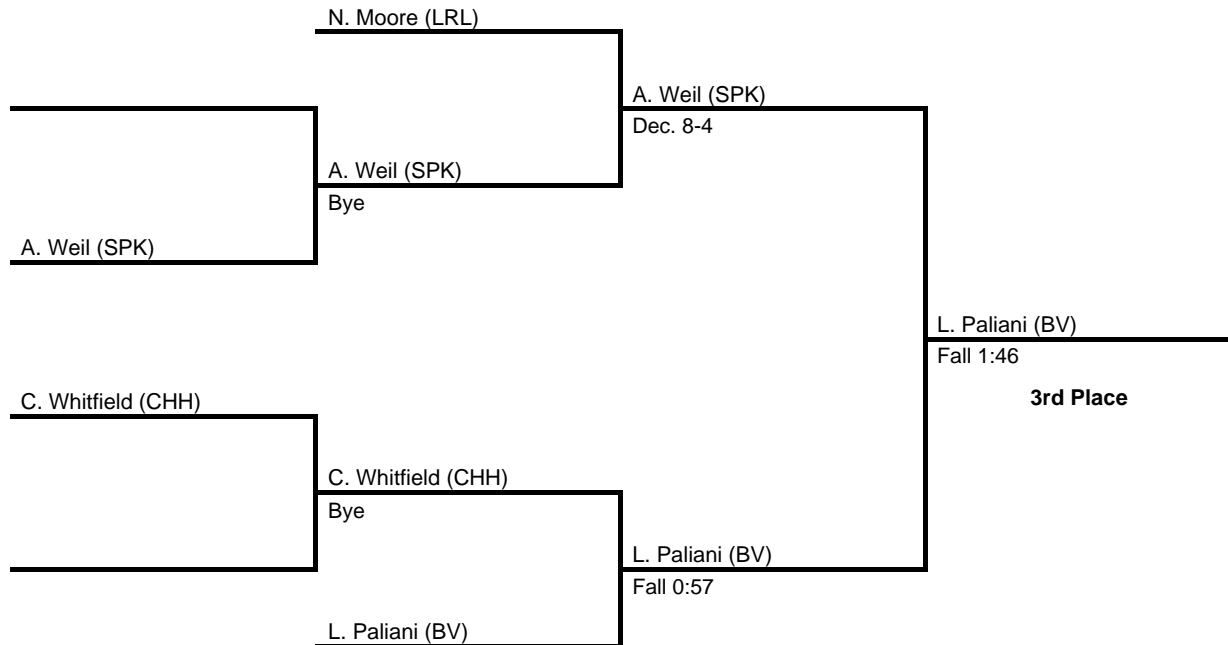 N. Moore (LRL)
A. Weil (SPK)
Dec. 8-4
A. Weil (SPK)
Bye
A. Weil (SPK)
L. Paliani (BV)
Fall 1:46
3rd Place
C. Whitfield (CHH)
C. Whitfield (CHH)
Bye
L. Paliani (BV)
Fall 0:57
L. Paliani (BV)